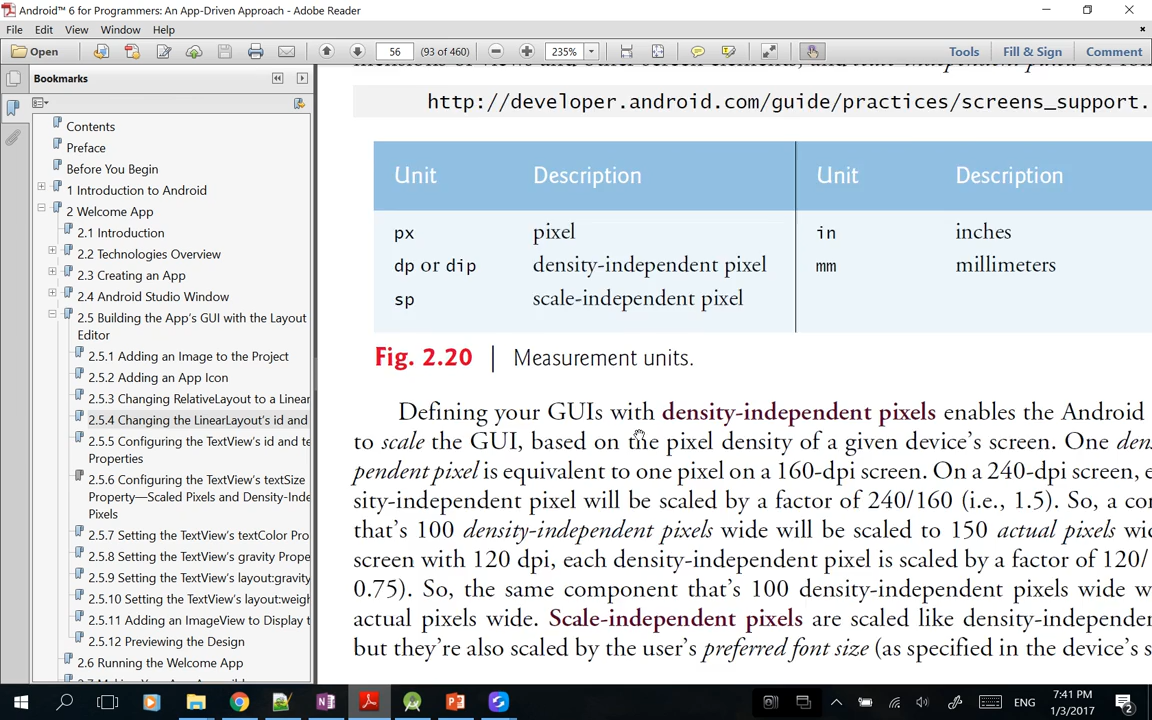 Android™ 6 for Programmers: An App-Driven Approach - Adobe Reader
File Edit View Window Help
Open 56 (93 of 460) 235% Tools Fill & Sign Comment
Bookmarks
Contents
Preface
Before You Begin
1 Introduction to Android
2 Welcome App
2.1 Introduction
2.2 Technologies Overview
2.3 Creating an App
2.4 Android Studio Window
2.5 Building the App's GUI with the Layout
Editor
2.5.1 Adding an Image to the Project
2.5.2 Adding an App Icon
2.5.3 Changing RelativeLayout to a Linear
2.5.4 Changing the LinearLayout's id and
2.5.5 Configuring the TextView's id and te
Properties
2.5.6 Configuring the TextView's textSize
Property—Scaled Pixels and Density-Inde
Pixels
2.5.7 Setting the TextView's textColor Pro
2.5.8 Setting the TextView's gravity Prope
2.5.9 Setting the TextView's layout:gravity
2.5.10 Setting the TextView's layout:weigh
2.5.11 Adding an ImageView to Display t
2.5.12 Previewing the Design
2.6 Running the Welcome App
http://developer.android.com/guide/practices/screens_support.
Unit Description Unit Description
px pixel in inches
dp or dip density-independent pixel mm millimeters
sp scale-independent pixel
Fig. 2.20 | Measurement units.
Defining your GUIs with density-independent pixels enables the Android
to scale the GUI, based on the pixel density of a given device's screen. One dens
pendent pixel is equivalent to one pixel on a 160-dpi screen. On a 240-dpi screen, e
sity-independent pixel will be scaled by a factor of 240/160 (i.e., 1.5). So, a co
that's 100 density-independent pixels wide will be scaled to 150 actual pixels wi
screen with 120 dpi, each density-independent pixel is scaled by a factor of 120/
0.75). So, the same component that's 100 density-independent pixels wide w
actual pixels wide. Scale-independent pixels are scaled like density-independe
but they're also scaled by the user's preferred font size (as specified in the device's s
ENG 7:41 PM
1/3/2017